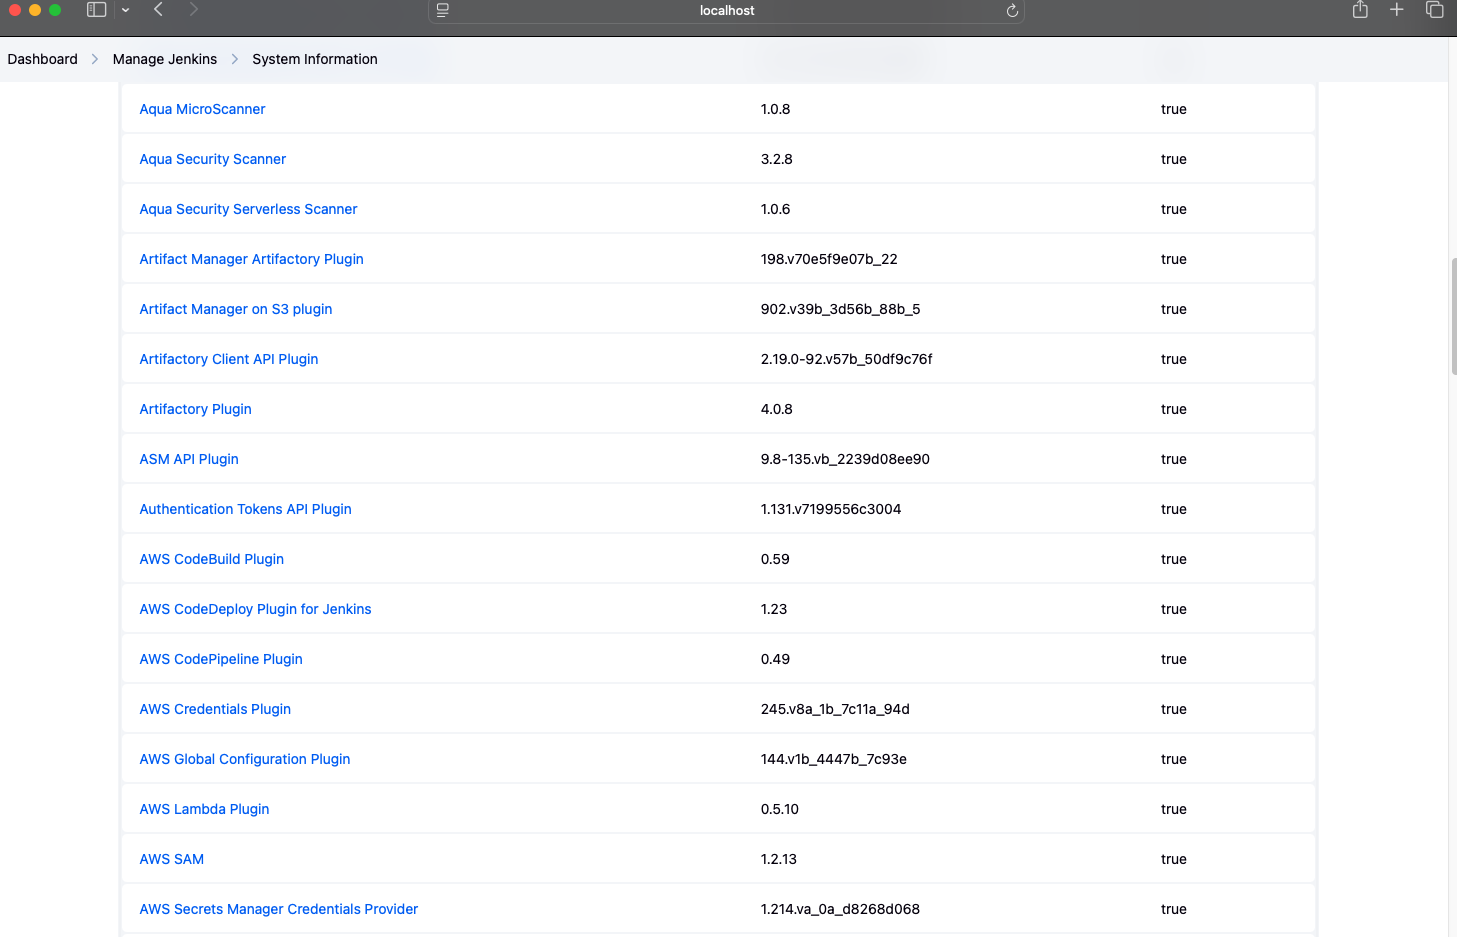 localhost
Dashboard Manage Jenkins System Information
Aqua MicroScanner 1.0.8 true
Aqua Security Scanner 3.2.8 true
Aqua Security Serverless Scanner 1.0.6 true
Artifact Manager Artifactory Plugin 198.v70e5f9e07b_22 true
Artifact Manager on S3 plugin 902.v39b_3d56b_88b_5 true
Artifactory Client API Plugin 2.19.0-92.v57b_50df9c76f true
Artifactory Plugin 4.0.8 true
ASM API Plugin 9.8-135.vb_2239d08ee90 true
Authentication Tokens API Plugin 1.131.v7199556c3004 true
AWS CodeBuild Plugin 0.59 true
AWS CodeDeploy Plugin for Jenkins 1.23 true
AWS CodePipeline Plugin 0.49 true
AWS Credentials Plugin 245.v8a_1b_7c11a_94d true
AWS Global Configuration Plugin 144.v1b_4447b_7c93e true
AWS Lambda Plugin 0.5.10 true
AWS SAM 1.2.13 true
AWS Secrets Manager Credentials Provider 1.214.va_0a_d8268d068 true